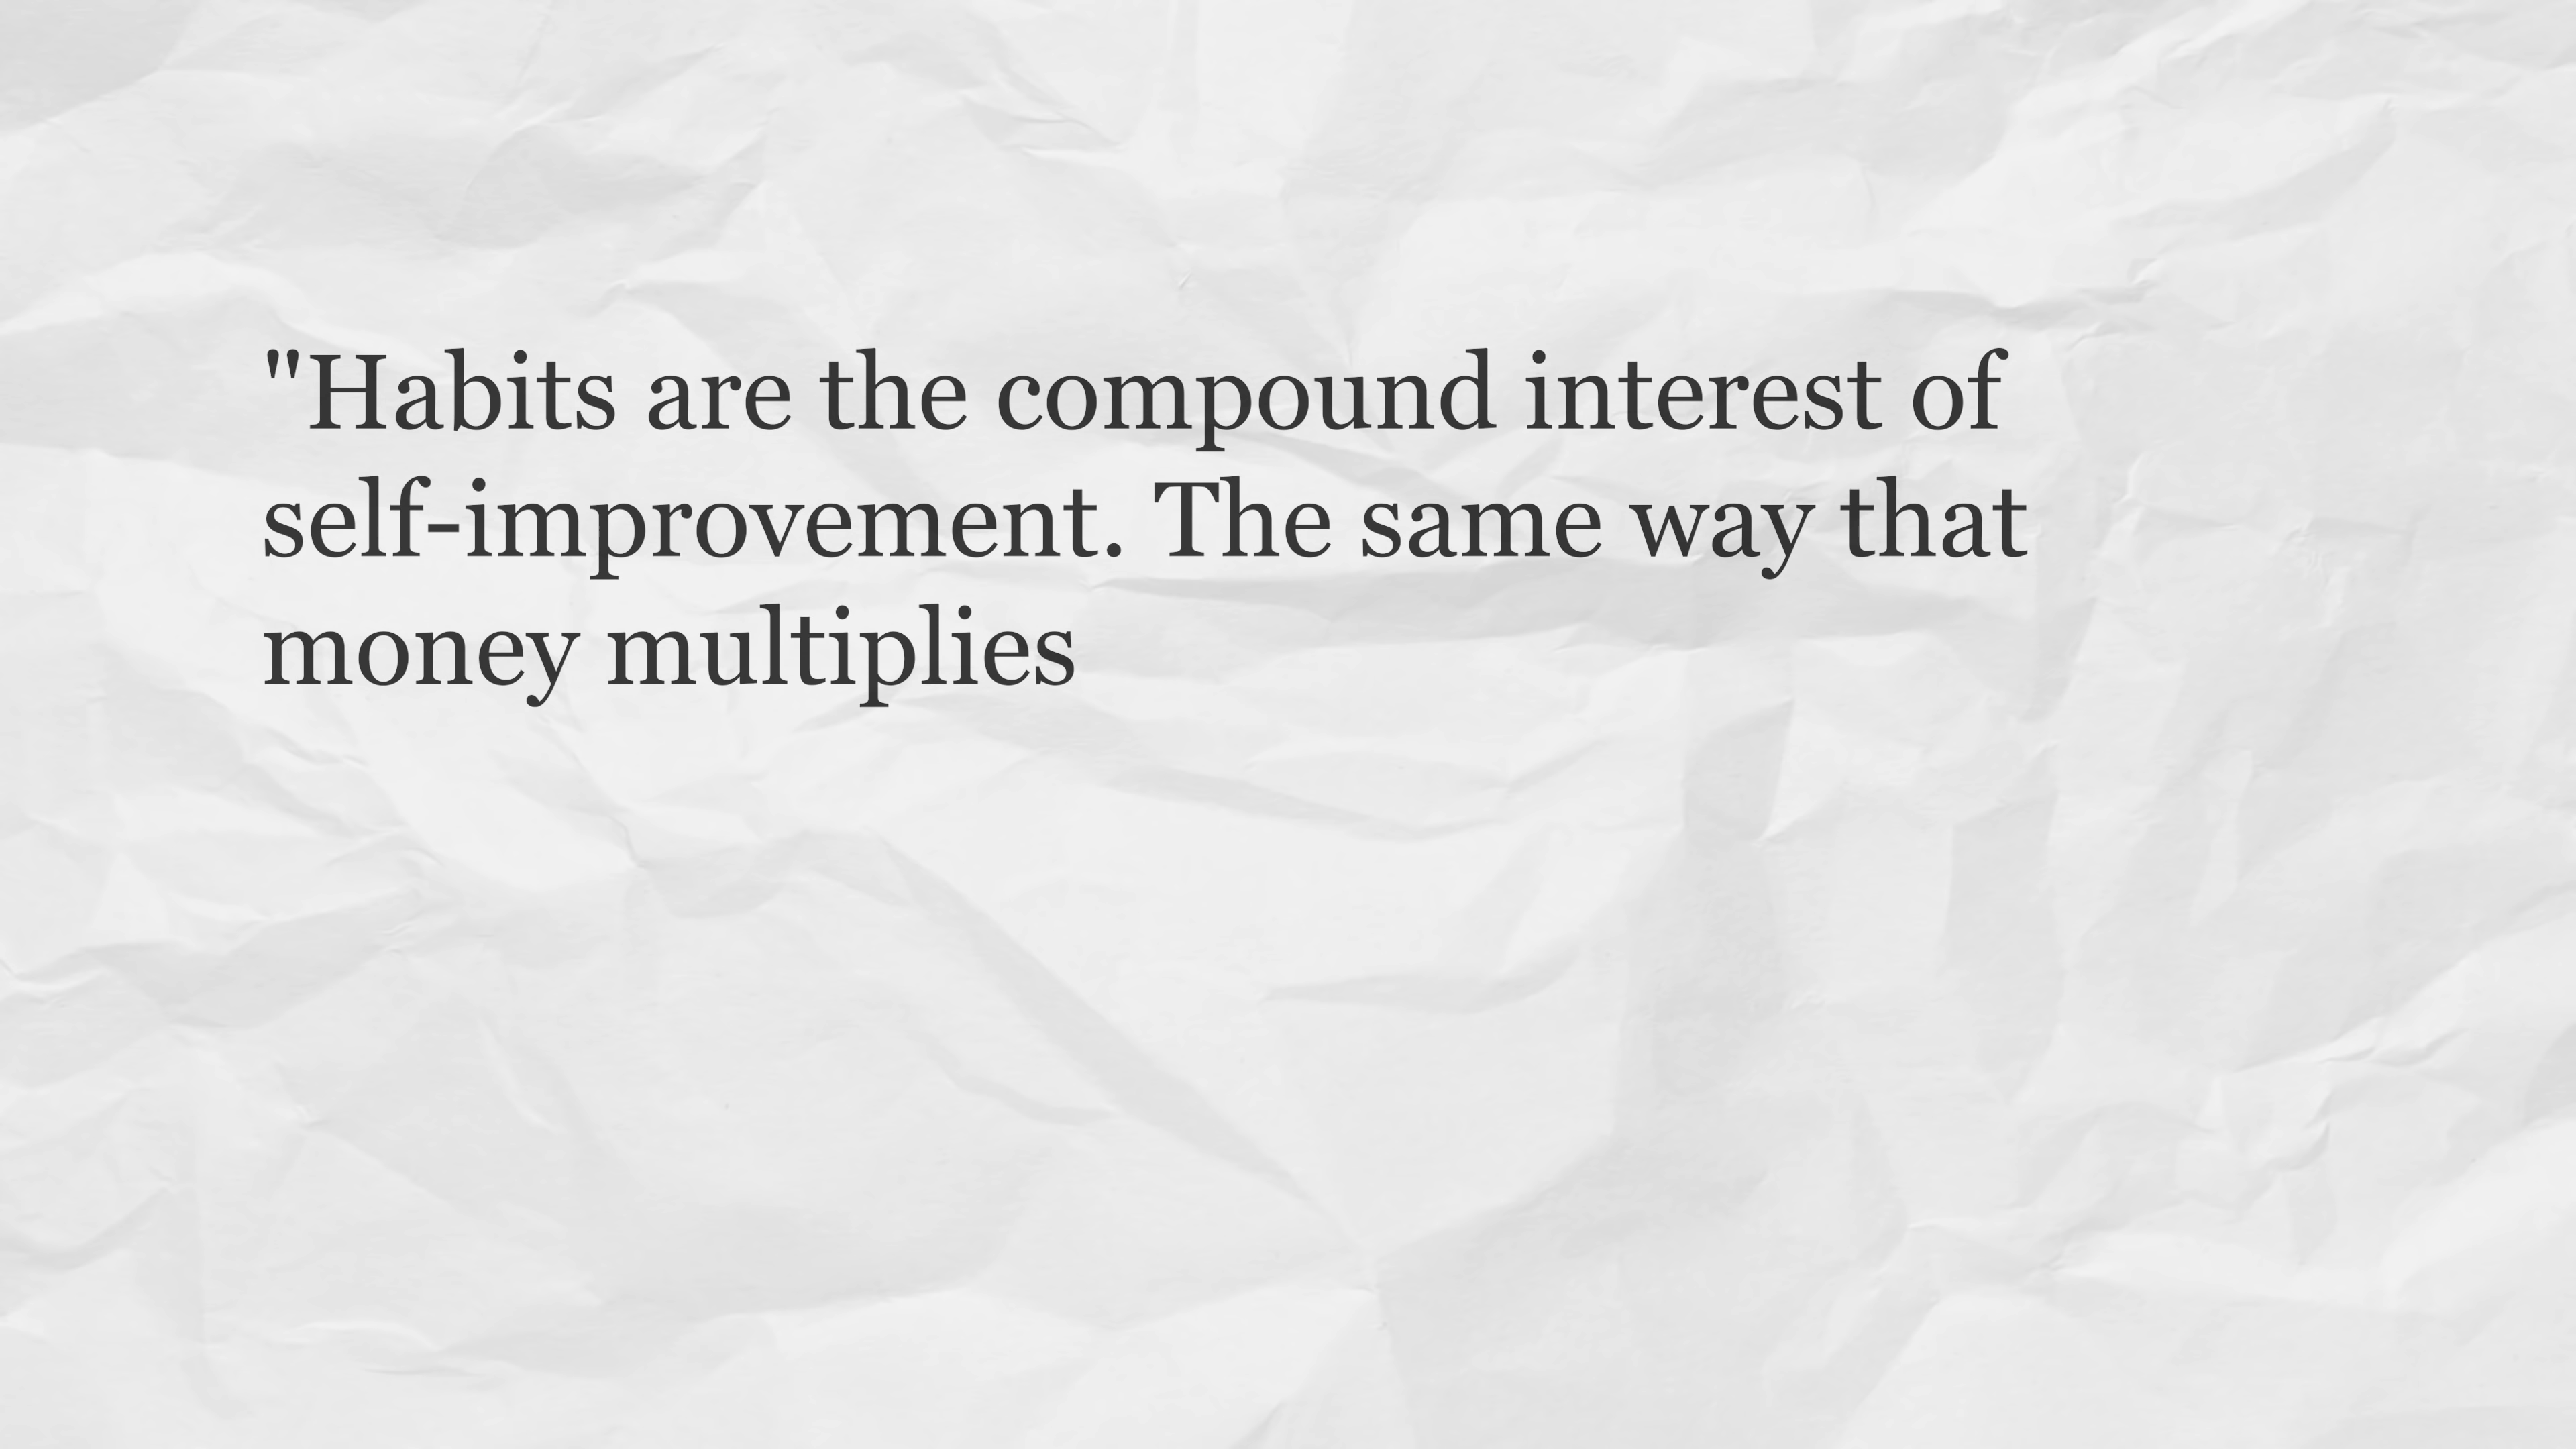 "Habits are the compound interest of
self-improvement. The same way that
money multiplies